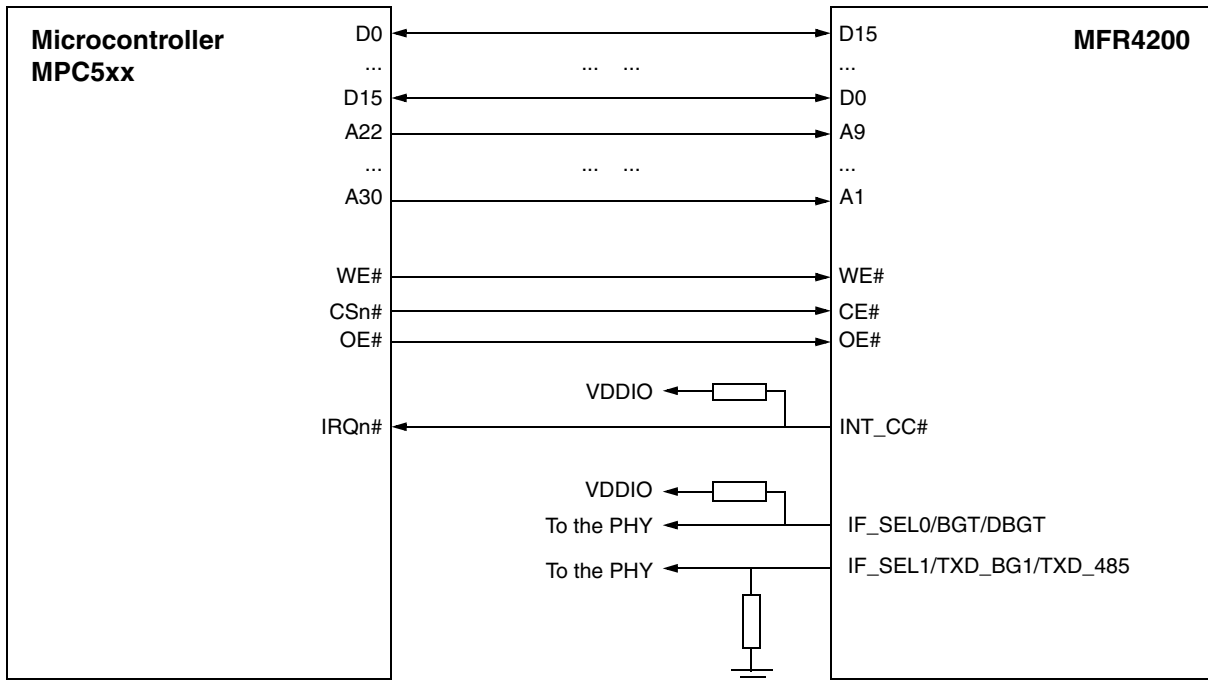 Microcontroller
MPC5xx
MFR4200
D0 D15
... ... ... ...
D15 D0
A22 A9
... ... ... ...
A30 A1
WE# WE#
CSn# CE#
OE# OE#
VDDIO
IRQn# INT_CC#
VDDIO
To the PHY IF_SEL0/BGT/DBGT
To the PHY IF_SEL1/TXD_BG1/TXD_485